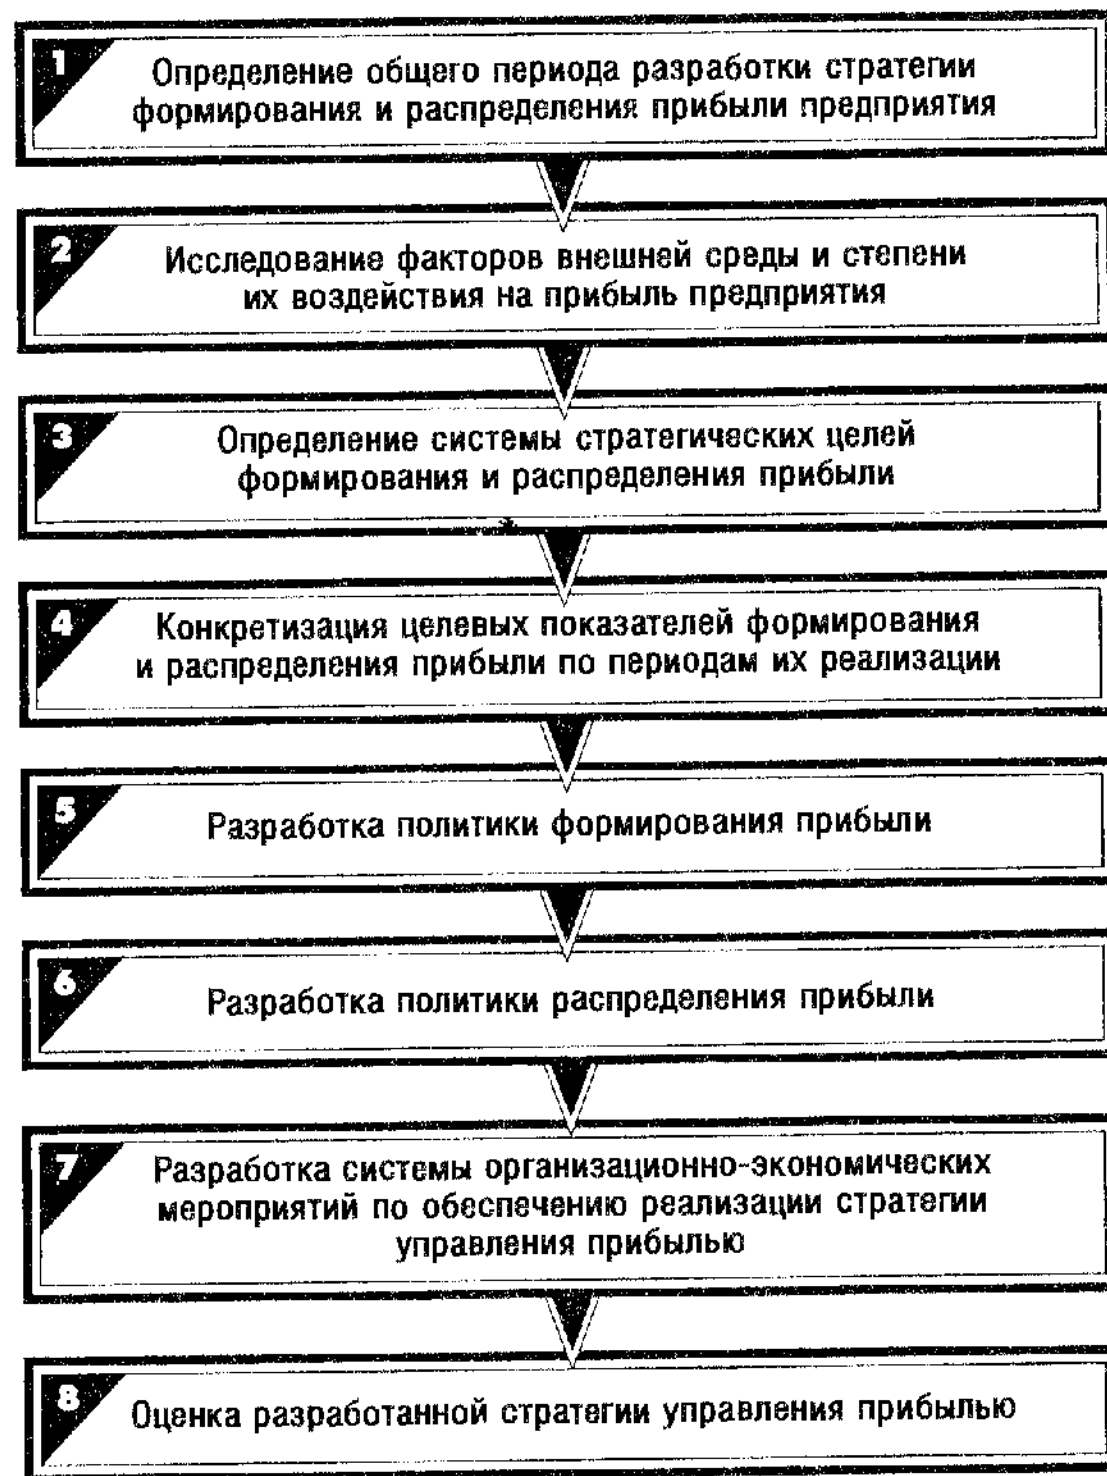 1
Определение общего периода разработки стратегии
формирования и распределения прибыли предприятия
2
Исследование факторов внешней среды и степени
их воздействия на прибыль предприятия
3
Определение системы стратегических целей
формирования и распределения прибыли
4
Конкретизация целевых показателей формирования
и распределения прибыли по периодам их реализации
5
Разработка политики формирования прибыли
6
Разработка политики распределения прибыли
7
Разработка системы организационно-экономических
мероприятий по обеспечению реализации стратегии
управления прибылью
8
Оценка разработанной стратегии управления прибылью